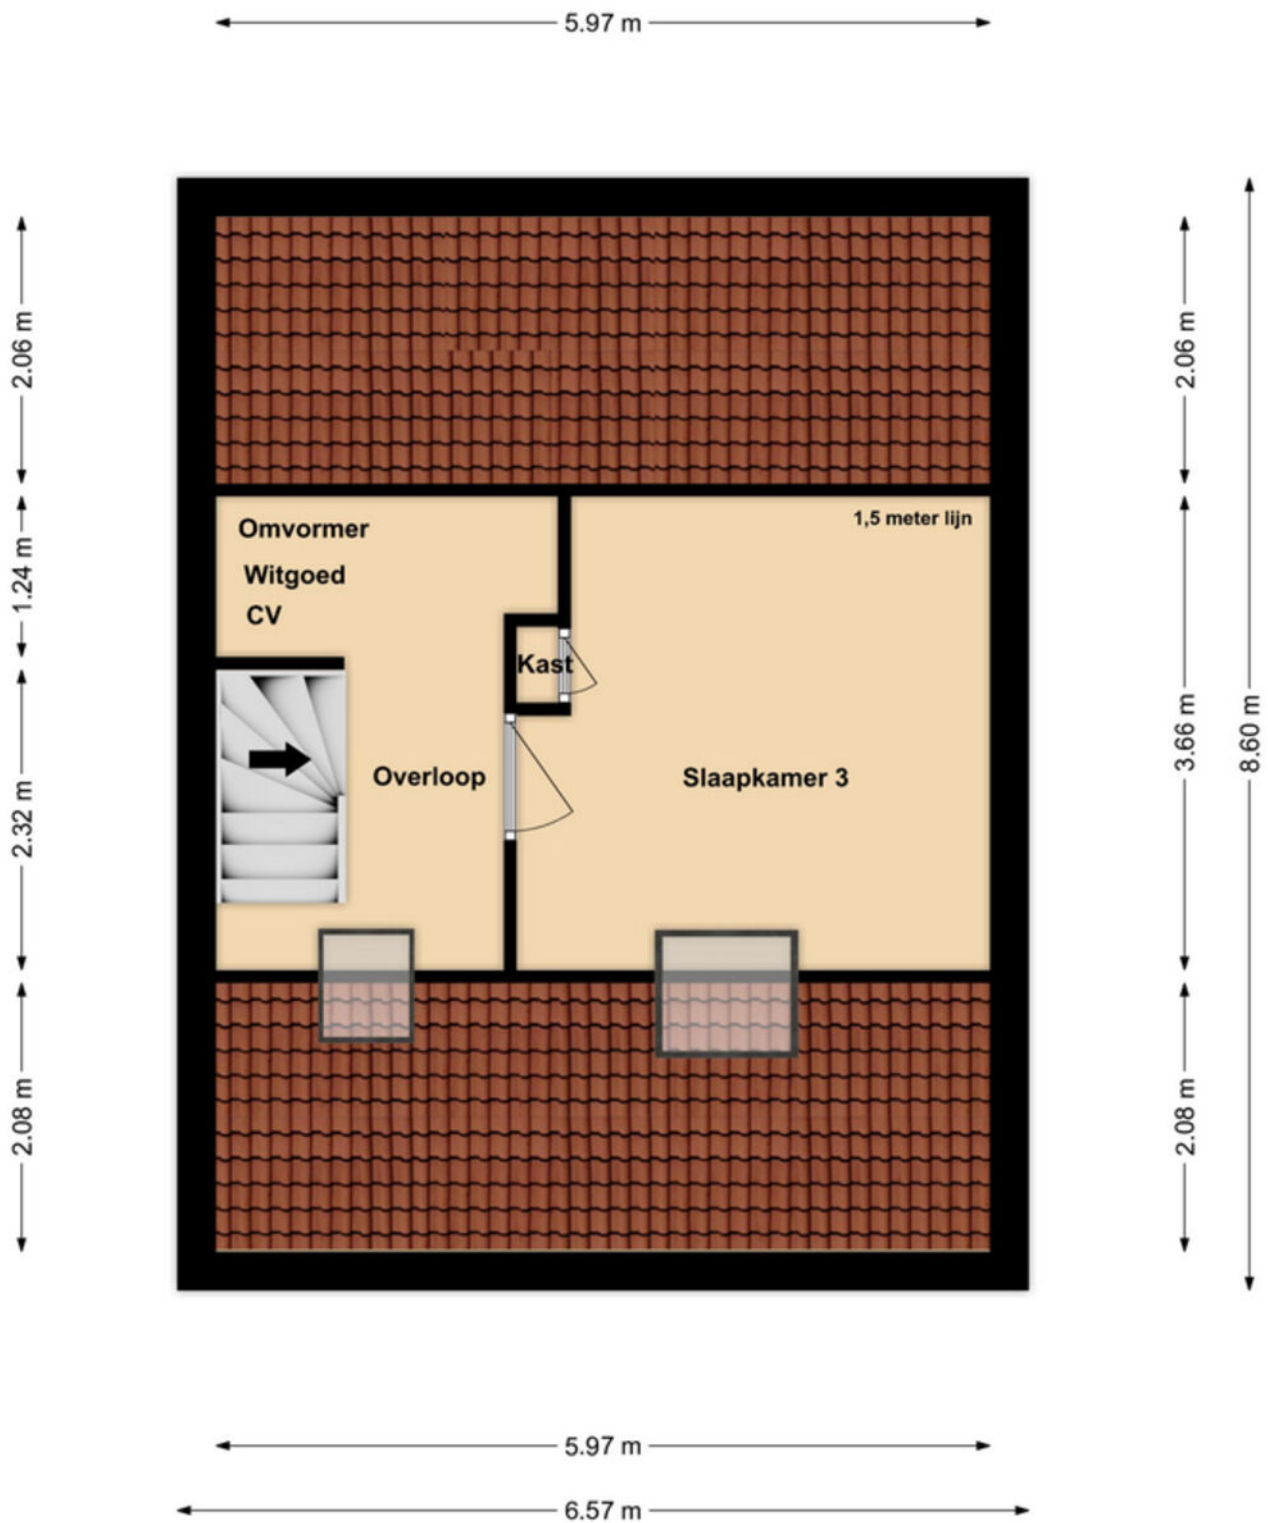 5.97 m
2.06 m
2.06 m
Omvormer
1,5 meter lijn
Witgoed
1.24 m
CV
Kast
3.66 m
8.60 m
Overloop
Slaapkamer 3
2.32 m
2.08 m
2.08 m
5.97 m
6.57 m